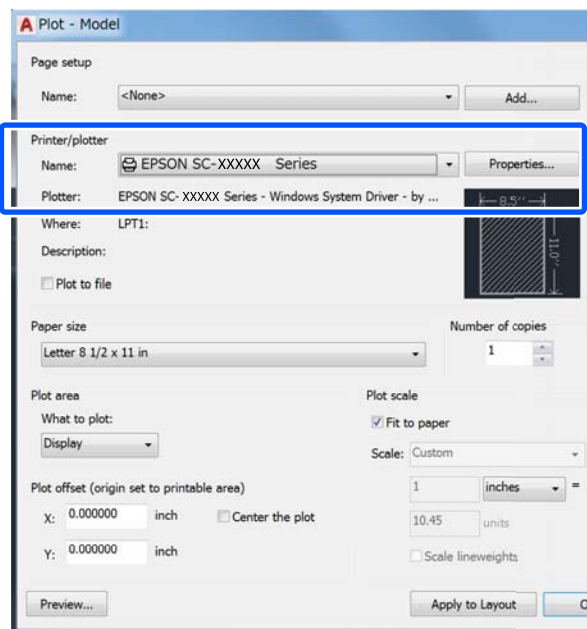 A Plot - Model
Page setup
Name: <None> Add...
Printer/plotter
Name: EPSON SC-XXXXX Series Properties...
Plotter: EPSON SC- XXXXX Series - Windows System Driver - by ...
8.5''
Where: LPT1:
11.0''
Description:
Plot to file
Paper size Number of copies
Letter 8 1/2 x 11 in 1
Plot area Plot scale
What to plot: Fit to paper
Display Scale: Custom
Plot offset (origin set to printable area) 1 inches =
X: 0.000000 inch Center the plot 10.45 units
Y: 0.000000 inch Scale lineweights
Preview... Apply to Layout